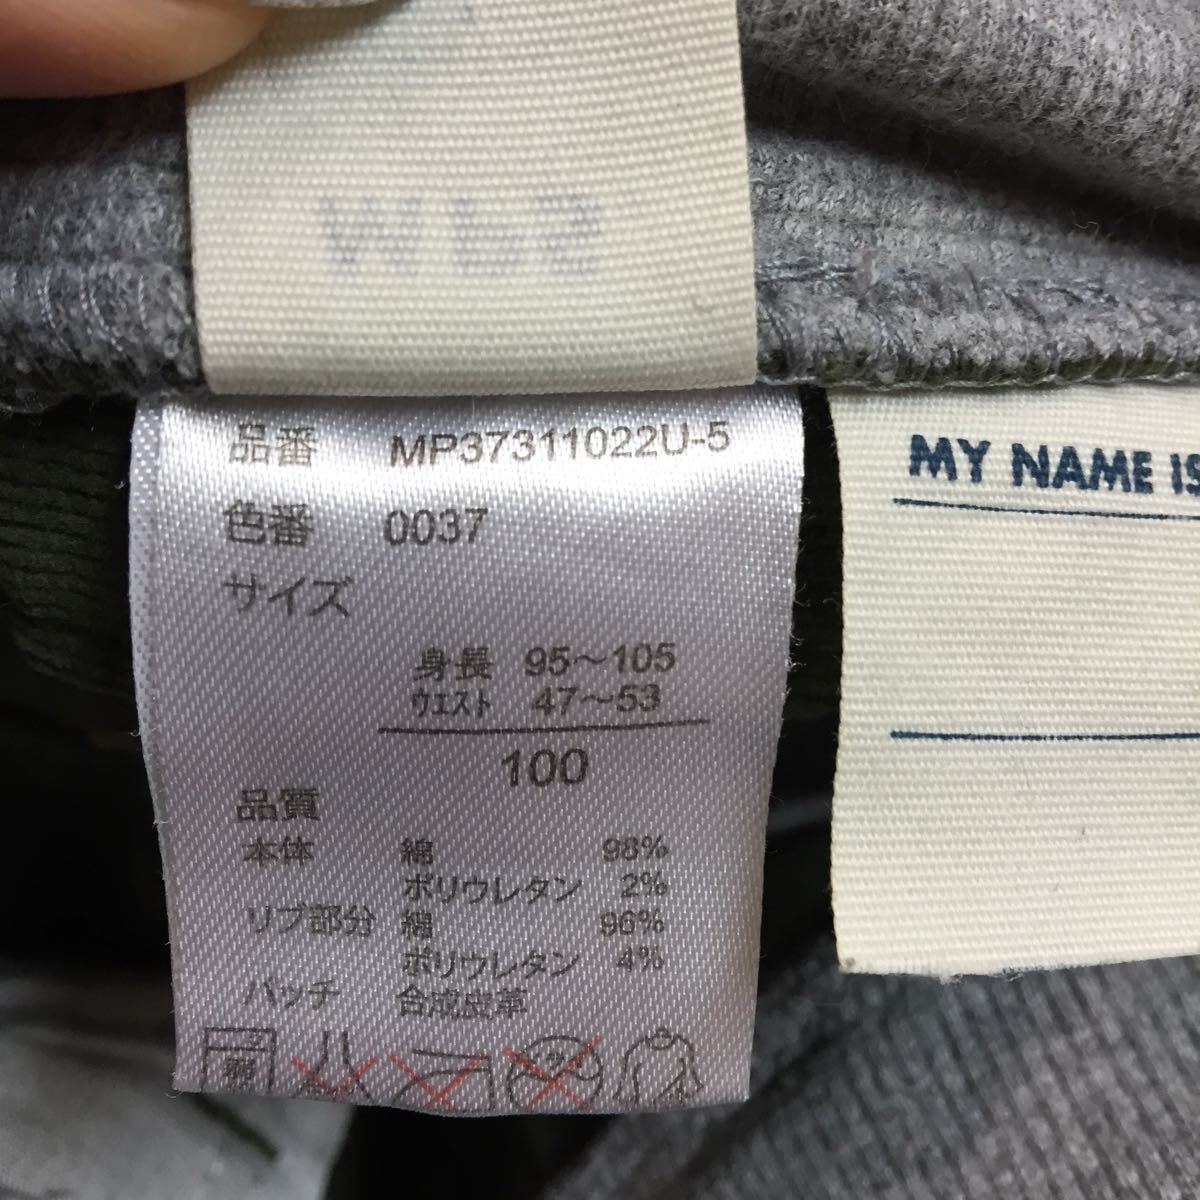 品番 MP37311022U-5
色番 0037
サイズ
身長 95～105
ウエスト 47～53
100
品質
本体 綿 98%
ポリウレタン 2%
リブ部分 綿 96%
ポリウレタン 4%
パッチ 合成皮革
MY NAME IS